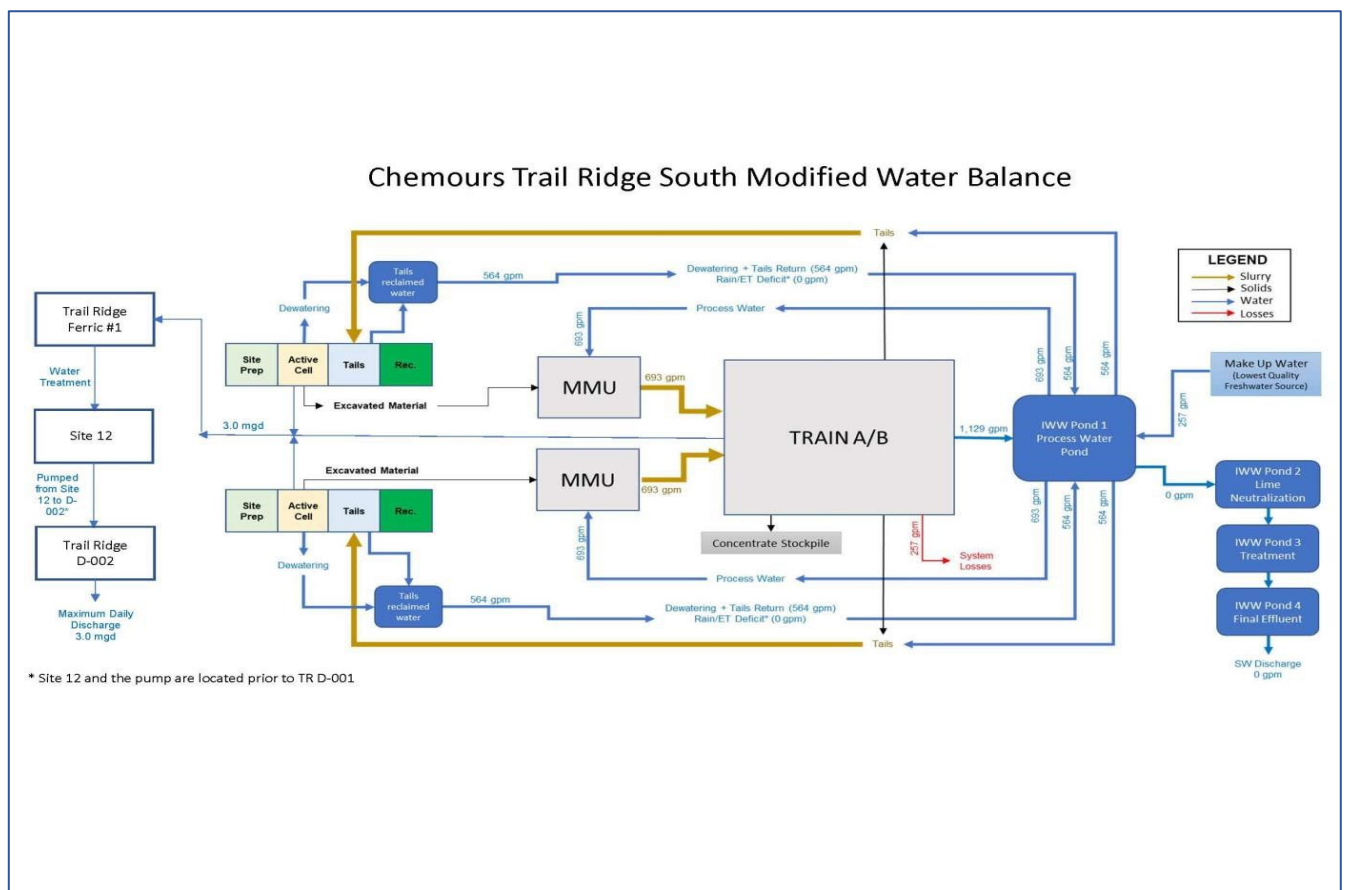 Chemours Trail Ridge South Modified Water Balance
Trail Ridge
Ferric #1
Water
Treatment
Site 12
Pumped
from Site
12 to D-
002*
Trail Ridge
D-002
Maximum Daily
Discharge
3.0 mgd
3.0 mgd
Tails
Tails
reclaimed
water
564 gpm
Dewatering + Tails Return (564 gpm)
Rain/ET Deficit* (0 gpm)
Dewatering
Process Water
693 gpm
Site
Prep
Active
Cell
Tails
Rec.
Excavated Material
MMU
693 gpm
TRAIN A/B
Excavated Material
MMU
693 gpm
Site
Prep
Active
Cell
Tails
Rec.
Dewatering
693 gpm
Process Water
Tails
reclaimed
water
564 gpm
Dewatering + Tails Return (564 gpm)
Rain/ET Deficit* (0 gpm)
Tails
Concentrate Stockpile
257 gpm
System
Losses
1,129 gpm
693 gpm
564 gpm
564 gpm
IWW Pond 1
Process Water
Pond
693 gpm
564 gpm
564 gpm
LEGEND
Slurry
Solids
Water
Losses
Make Up Water
(Lowest Quality
Freshwater Source)
257 gpm
0 gpm
IWW Pond 2
Lime
Neutralization
IWW Pond 3
Treatment
IWW Pond 4
Final Effluent
SW Discharge
0 gpm
* Site 12 and the pump are located prior to TR D-001